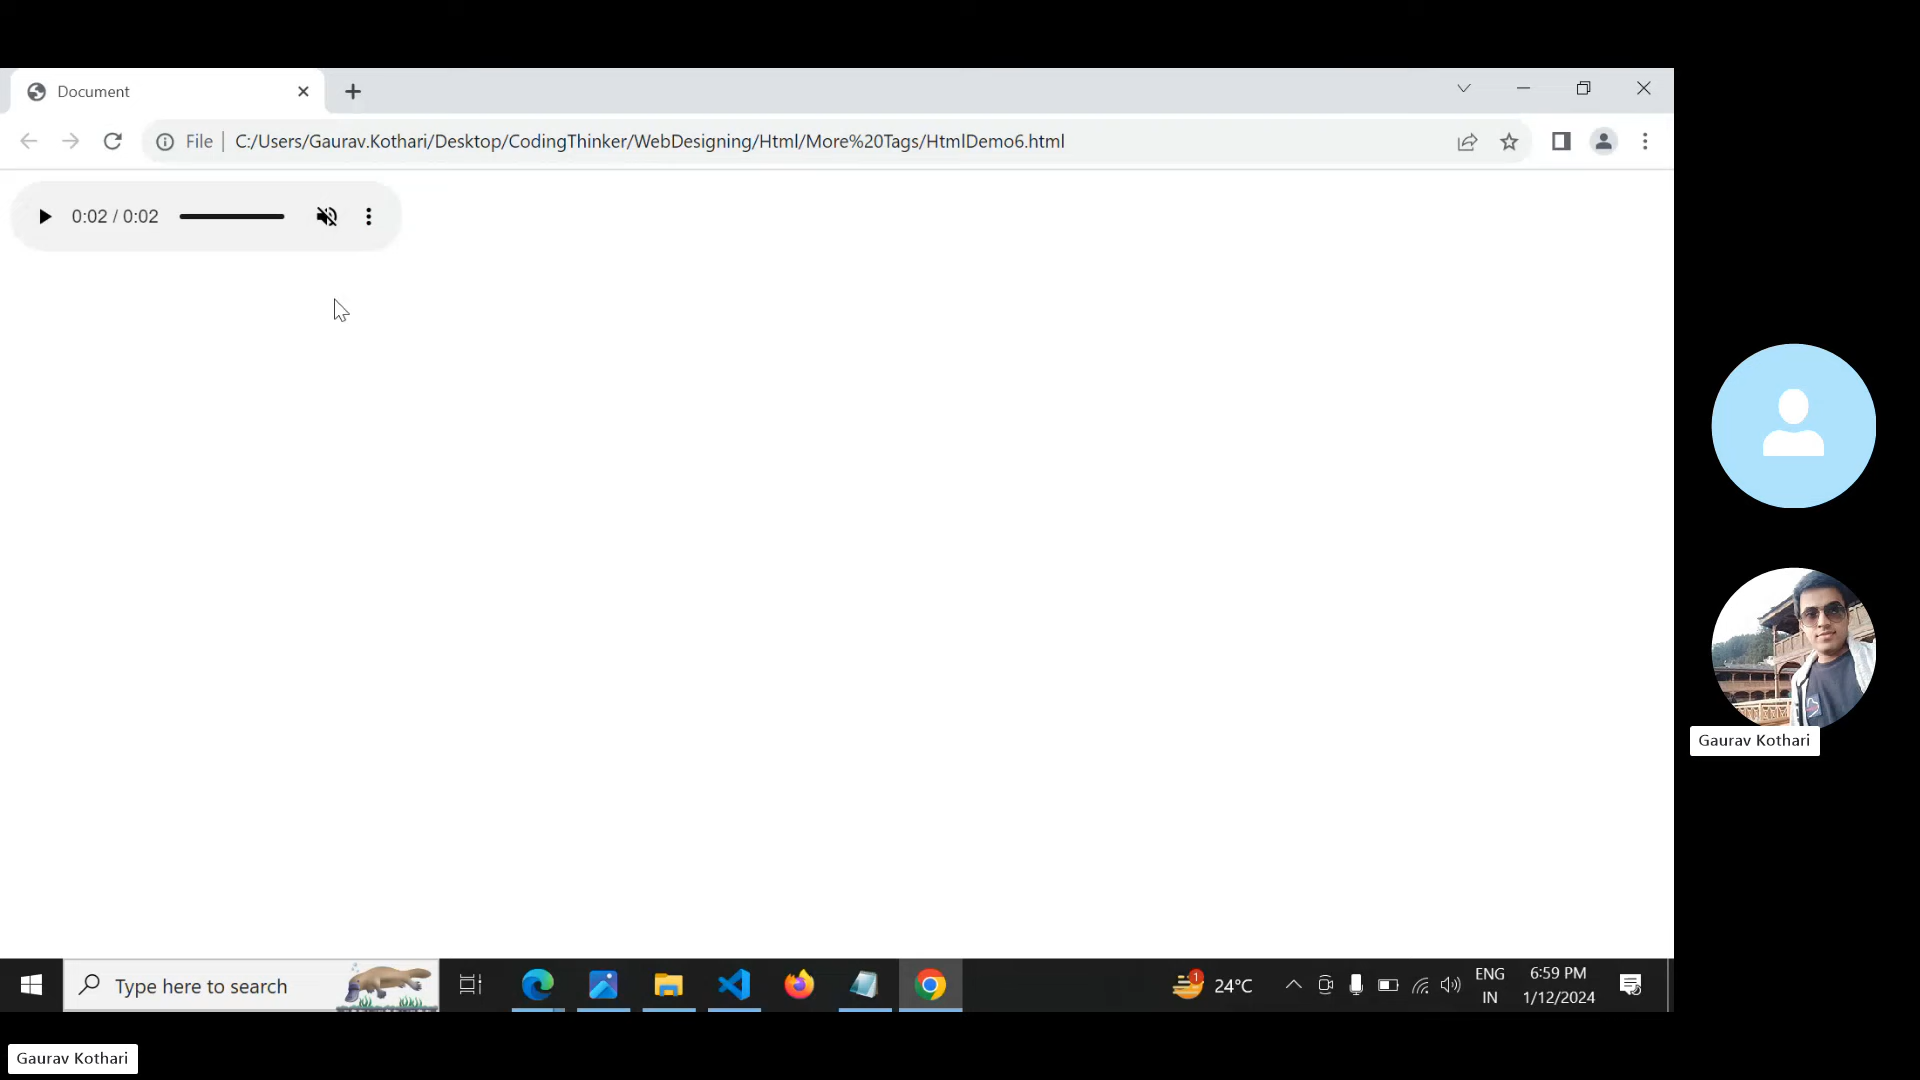 Document
File
C:/Users/Gaurav.Kothari/Desktop/CodingThinker/WebDesigning/Html/More%20Tags/HtmlDemo6.html
0:02 / 0:02
Gaurav Kothari
Type here to search
1
24°C
ENG
IN
6:59 PM
1/12/2024
Gaurav Kothari